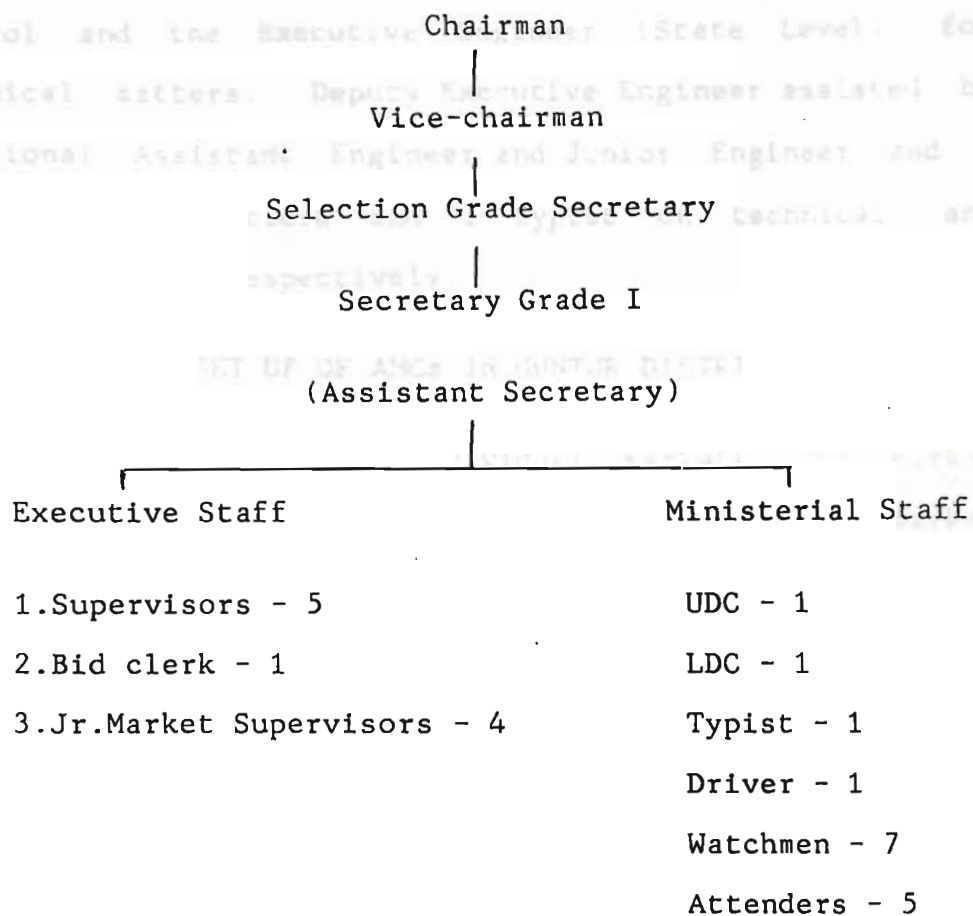 Chairman
Vice-chairman
Selection Grade Secretary
Secretary Grade I
(Assistant Secretary)
Executive Staff
1.Supervisors - 5
2.Bid clerk - 1
3.Jr.Market Supervisors - 4
Ministerial Staff
UDC - 1
LDC - 1
Typist - 1
Driver - 1
Watchmen - 7
Attenders - 5